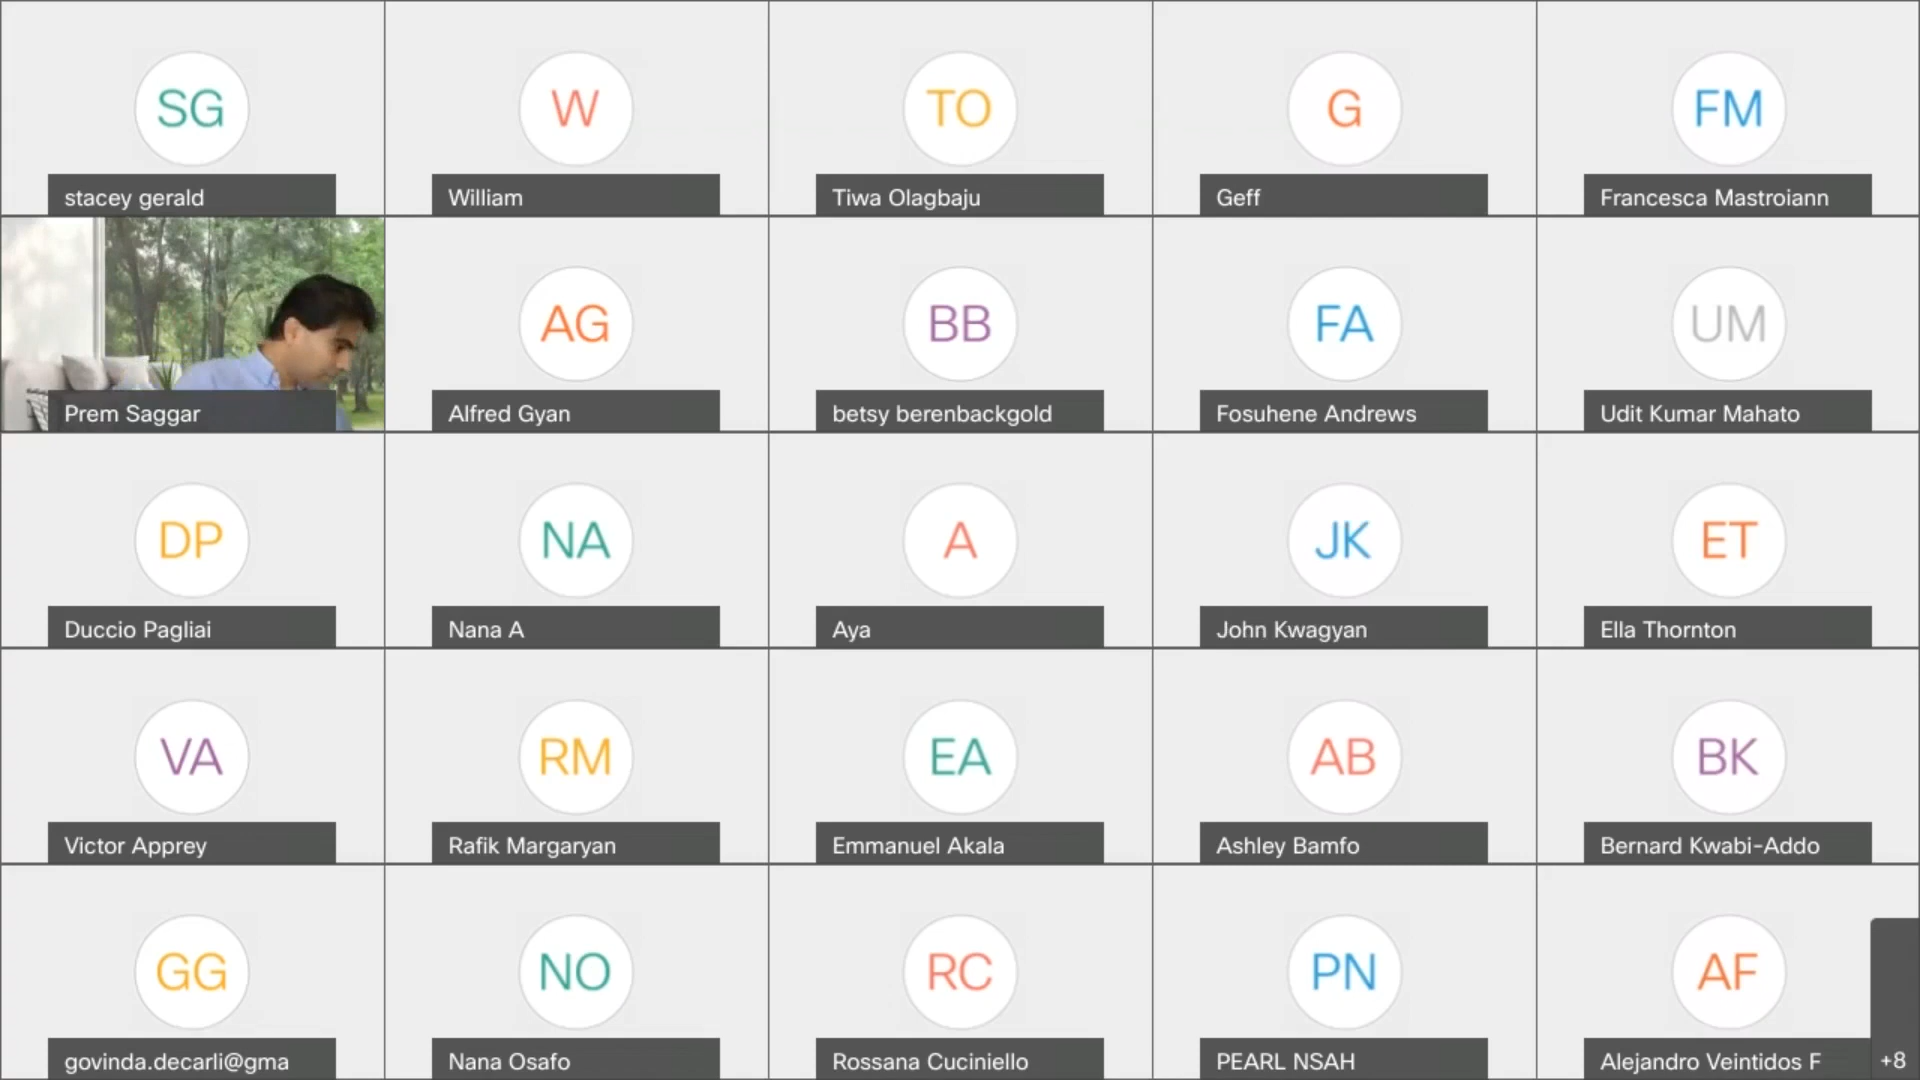 SG
stacey gerald
W
William
TO
Tiwa Olagbaju
G
Geff
FM
Francesca Mastroiann
Prem Saggar
AG
Alfred Gyan
BB
betsy berenbackgold
FA
Fosuhene Andrews
UM
Udit Kumar Mahato
DP
Duccio Pagliai
NA
Nana A
A
Aya
JK
John Kwagyan
ET
Ella Thornton
VA
Victor Apprey
RM
Rafik Margaryan
EA
Emmanuel Akala
AB
Ashley Bamfo
BK
Bernard Kwabi-Addo
GG
govinda.decarli@gma
NO
Nana Osafo
RC
Rossana Cuciniello
PN
PEARL NSAH
AF
Alejandro Veintidos F
+8